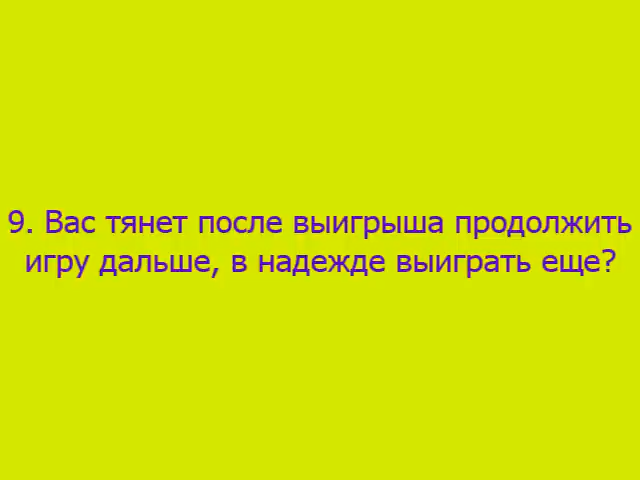 9. Вас тянет после выигрыша продолжить
игру дальше, в надежде выиграть еще?